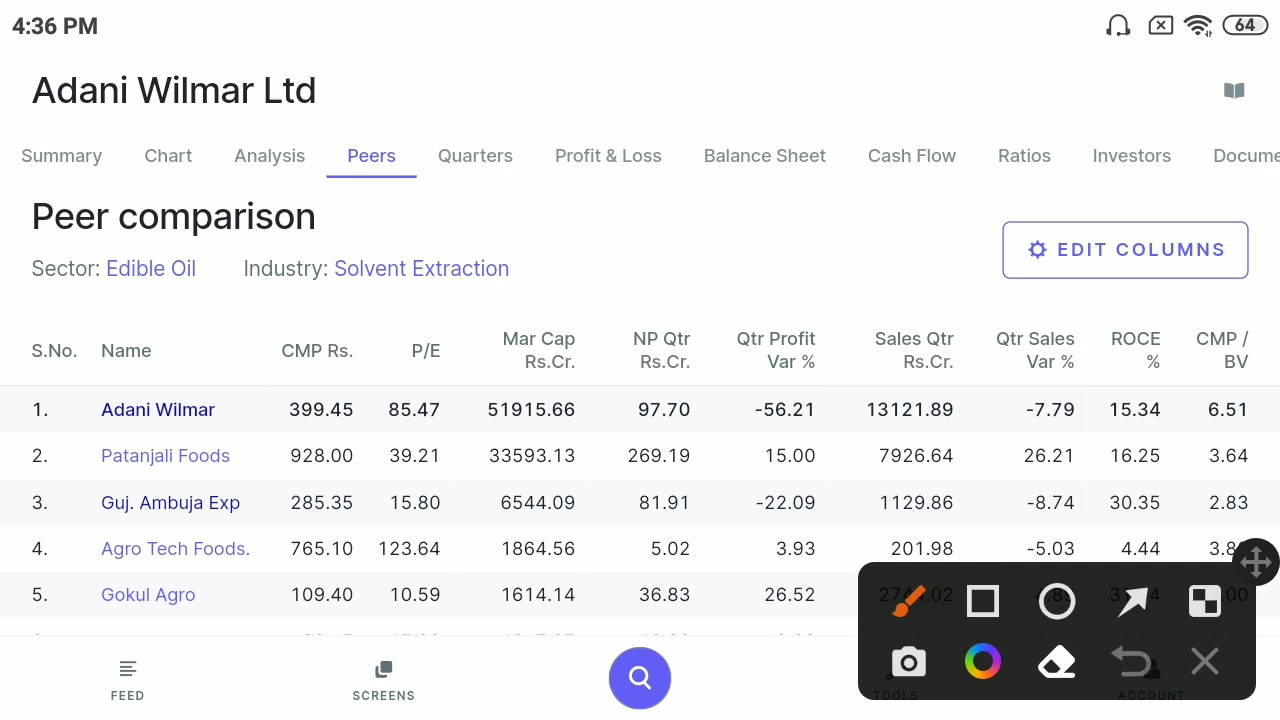 4:36 PM 64
Adani Wilmar Ltd
Summary Chart Analysis Peers Quarters Profit & Loss Balance Sheet Cash Flow Ratios Investors Docume
Peer comparison
EDIT COLUMNS
Sector: Edible Oil Industry: Solvent Extraction
S.No. Name CMP Rs. P/E Mar Cap Rs.Cr. NP Qtr Rs.Cr. Qtr Profit Var % Sales Qtr Rs.Cr. Qtr Sales Var % ROCE % CMP / BV
1. Adani Wilmar 399.45 85.47 51915.66 97.70 -56.21 13121.89 -7.79 15.34 6.51
2. Patanjali Foods 928.00 39.21 33593.13 269.19 15.00 7926.64 26.21 16.25 3.64
3. Guj. Ambuja Exp 285.35 15.80 6544.09 81.91 -22.09 1129.86 -8.74 30.35 2.83
4. Agro Tech Foods. 765.10 123.64 1864.56 5.02 3.93 201.98 -5.03 4.44
5. Gokul Agro 109.40 10.59 1614.14 36.83 26.52
FEED SCREENS TOOLS ACCOUNT